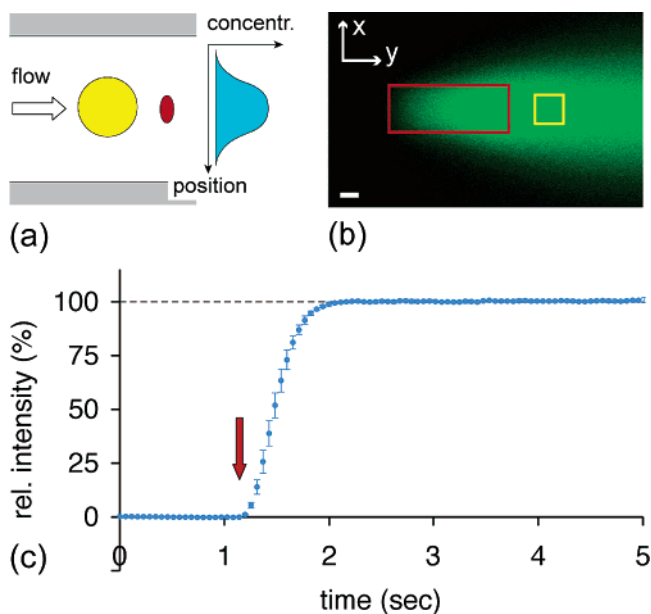 concentr.
flow
position
(a)
x
y
(b)
100
75
50
25
0
rel. intensity (%)
0 1 2 3 4 5
time (sec)
(c)